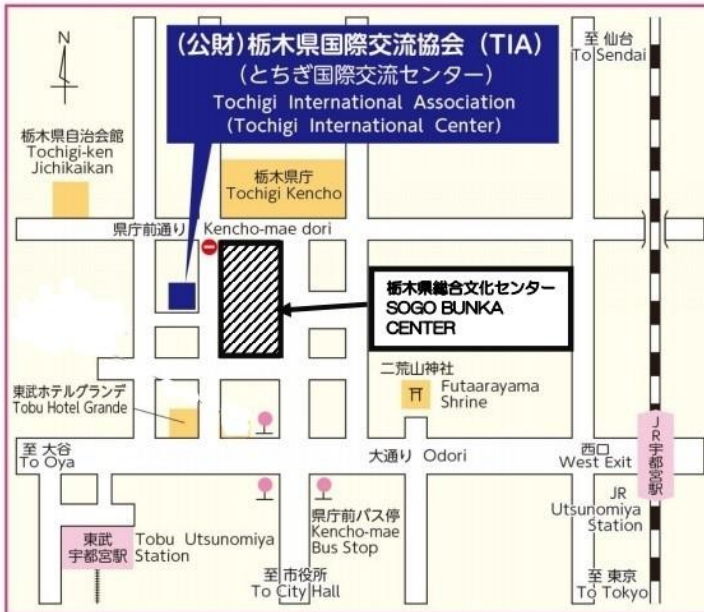 N
(公財)栃木県国際交流協会 (TIA)
(とちぎ国際交流センター)
Tochigi International Association
(Tochigi International Center)
至 仙台
To Sendai
栃木県自治会館
Tochigi-ken
Jichikaikan
栃木県庁
Tochigi Kencho
県庁前通り Kencho-mae dori
栃木県総合文化センター
SOGO BUNKA
CENTER
東武ホテルグランデ
Tobu Hotel Grande
二荒山神社
Futaarayama
Shrine
至 大谷
To Oya
大通り Odori
西口
West Exit
JR宇都宮駅
JR
Utsunomiya
Station
県庁前バス停
Kencho-mae
Bus Stop
東武
宇都宮駅
Tobu Utsunomiya
Station
至 市役所
To City Hall
至 東京
To Tokyo